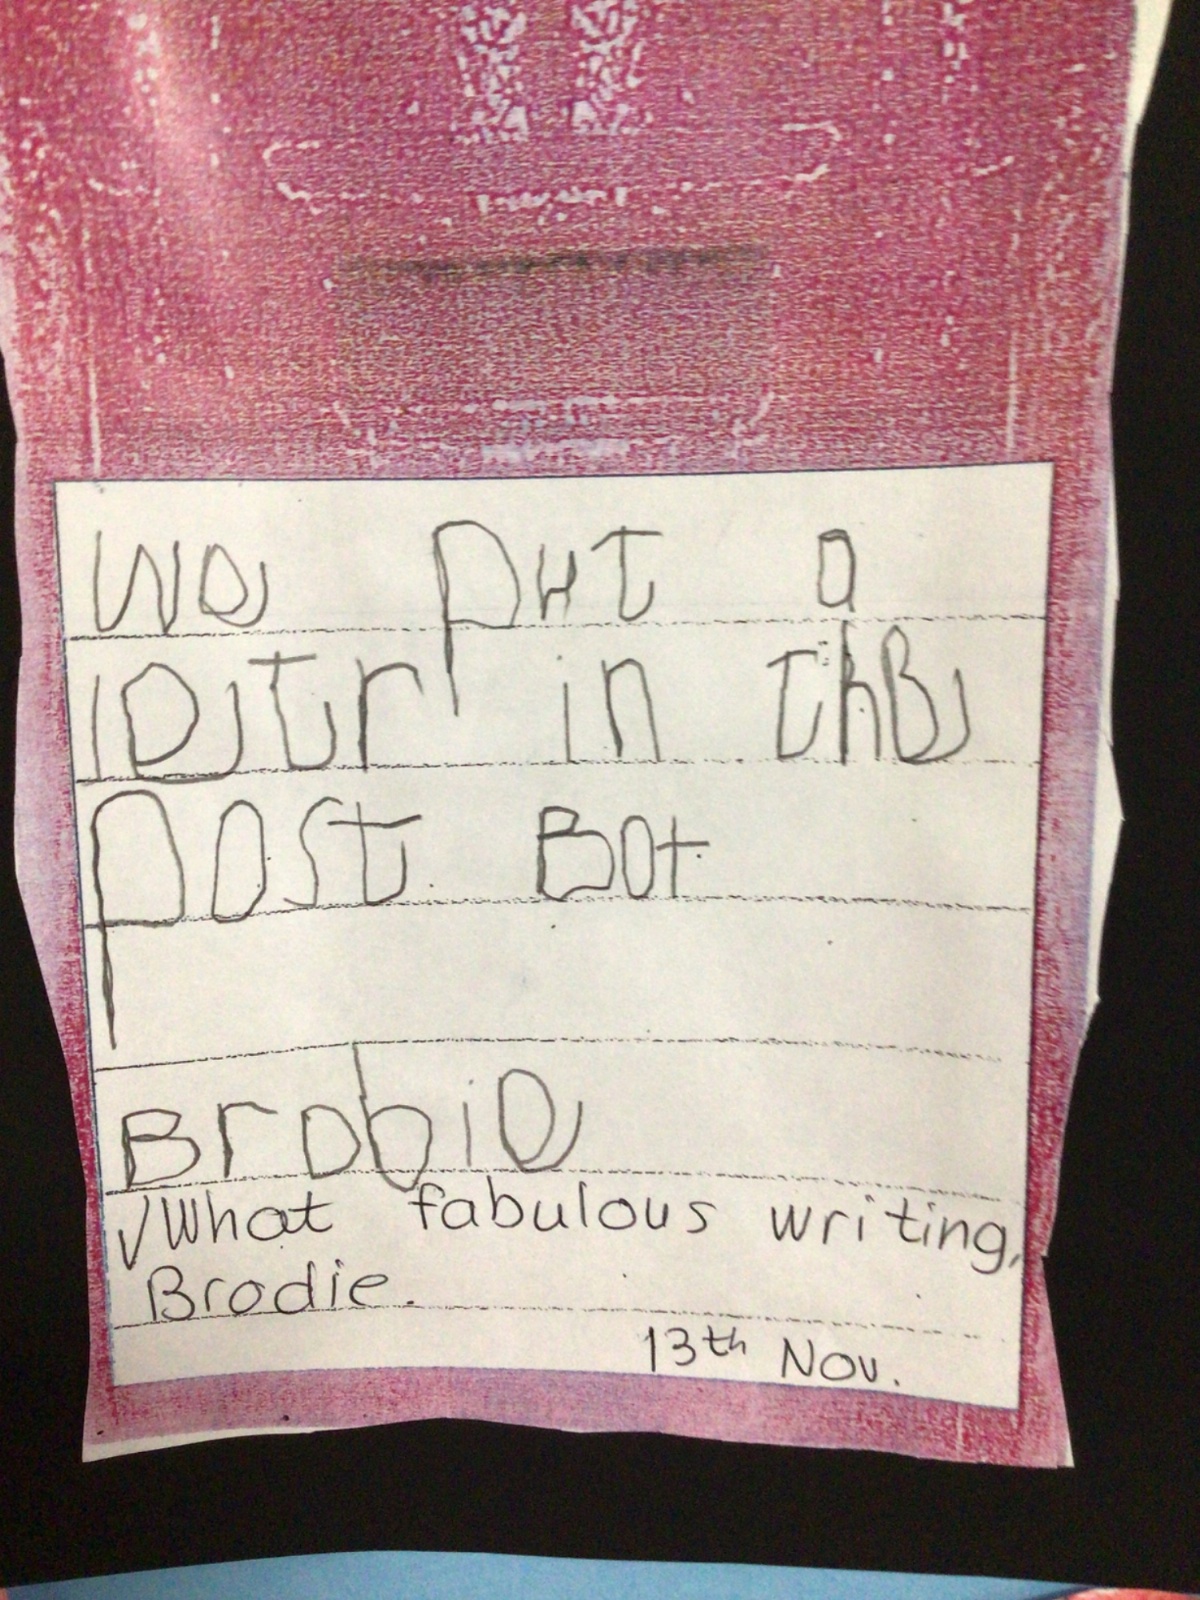 We put a
letr in the
post Bot
Brodie
✓What fabulous writing,
Brodie.
13th Nov.